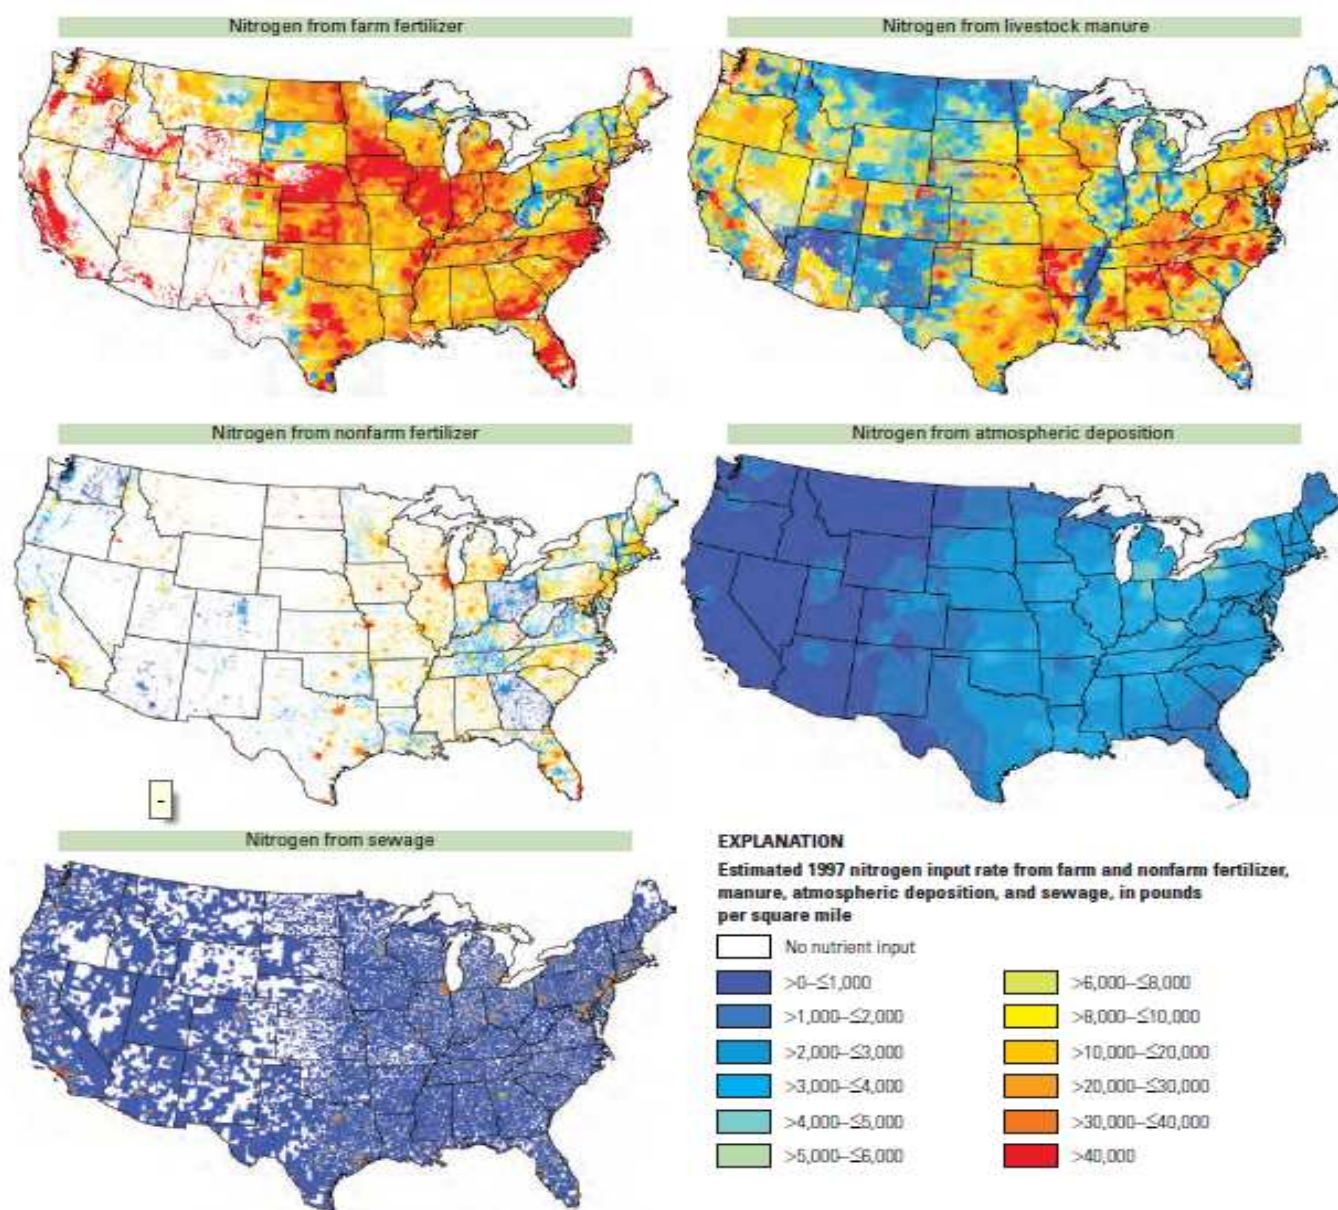 Nitrogen from farm fertilizer
Nitrogen from livestock manure
Nitrogen from nonfarm fertilizer
Nitrogen from atmospheric deposition
-
Nitrogen from sewage
EXPLANATION
Estimated 1997 nitrogen input rate from farm and nonfarm fertilizer,
manure, atmospheric deposition, and sewage, in pounds
per square mile
No nutrient input
>0–≤1,000
>1,000–≤2,000
>2,000–≤3,000
>3,000–≤4,000
>4,000–≤5,000
>5,000–≤6,000
>6,000–≤8,000
>8,000–≤10,000
>10,000–≤20,000
>20,000–≤30,000
>30,000–≤40,000
>40,000